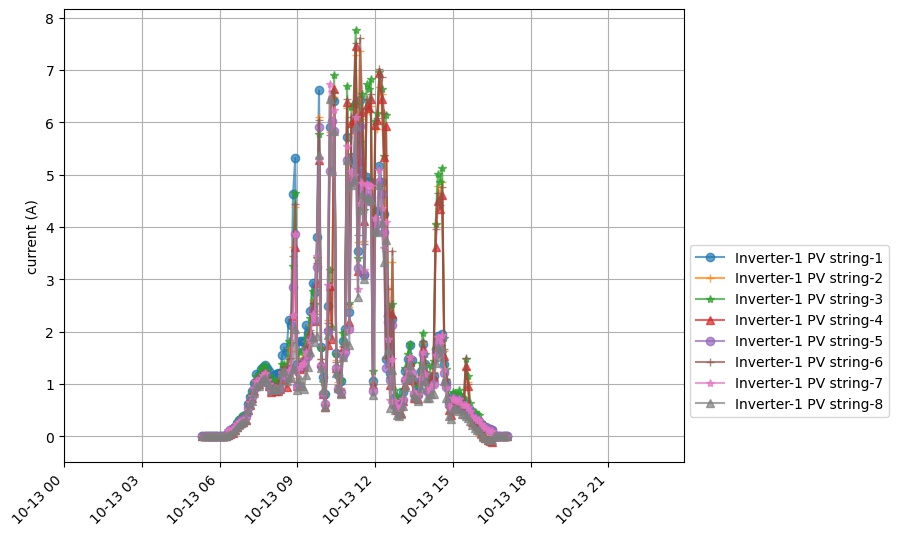 8
7
6
5
4
3
2
1
0
current (A)
10-13 00
10-13 03
10-13 06
10-13 09
10-13 12
10-13 15
10-13 18
10-13 21
Inverter-1 PV string-1
Inverter-1 PV string-2
Inverter-1 PV string-3
Inverter-1 PV string-4
Inverter-1 PV string-5
Inverter-1 PV string-6
Inverter-1 PV string-7
Inverter-1 PV string-8